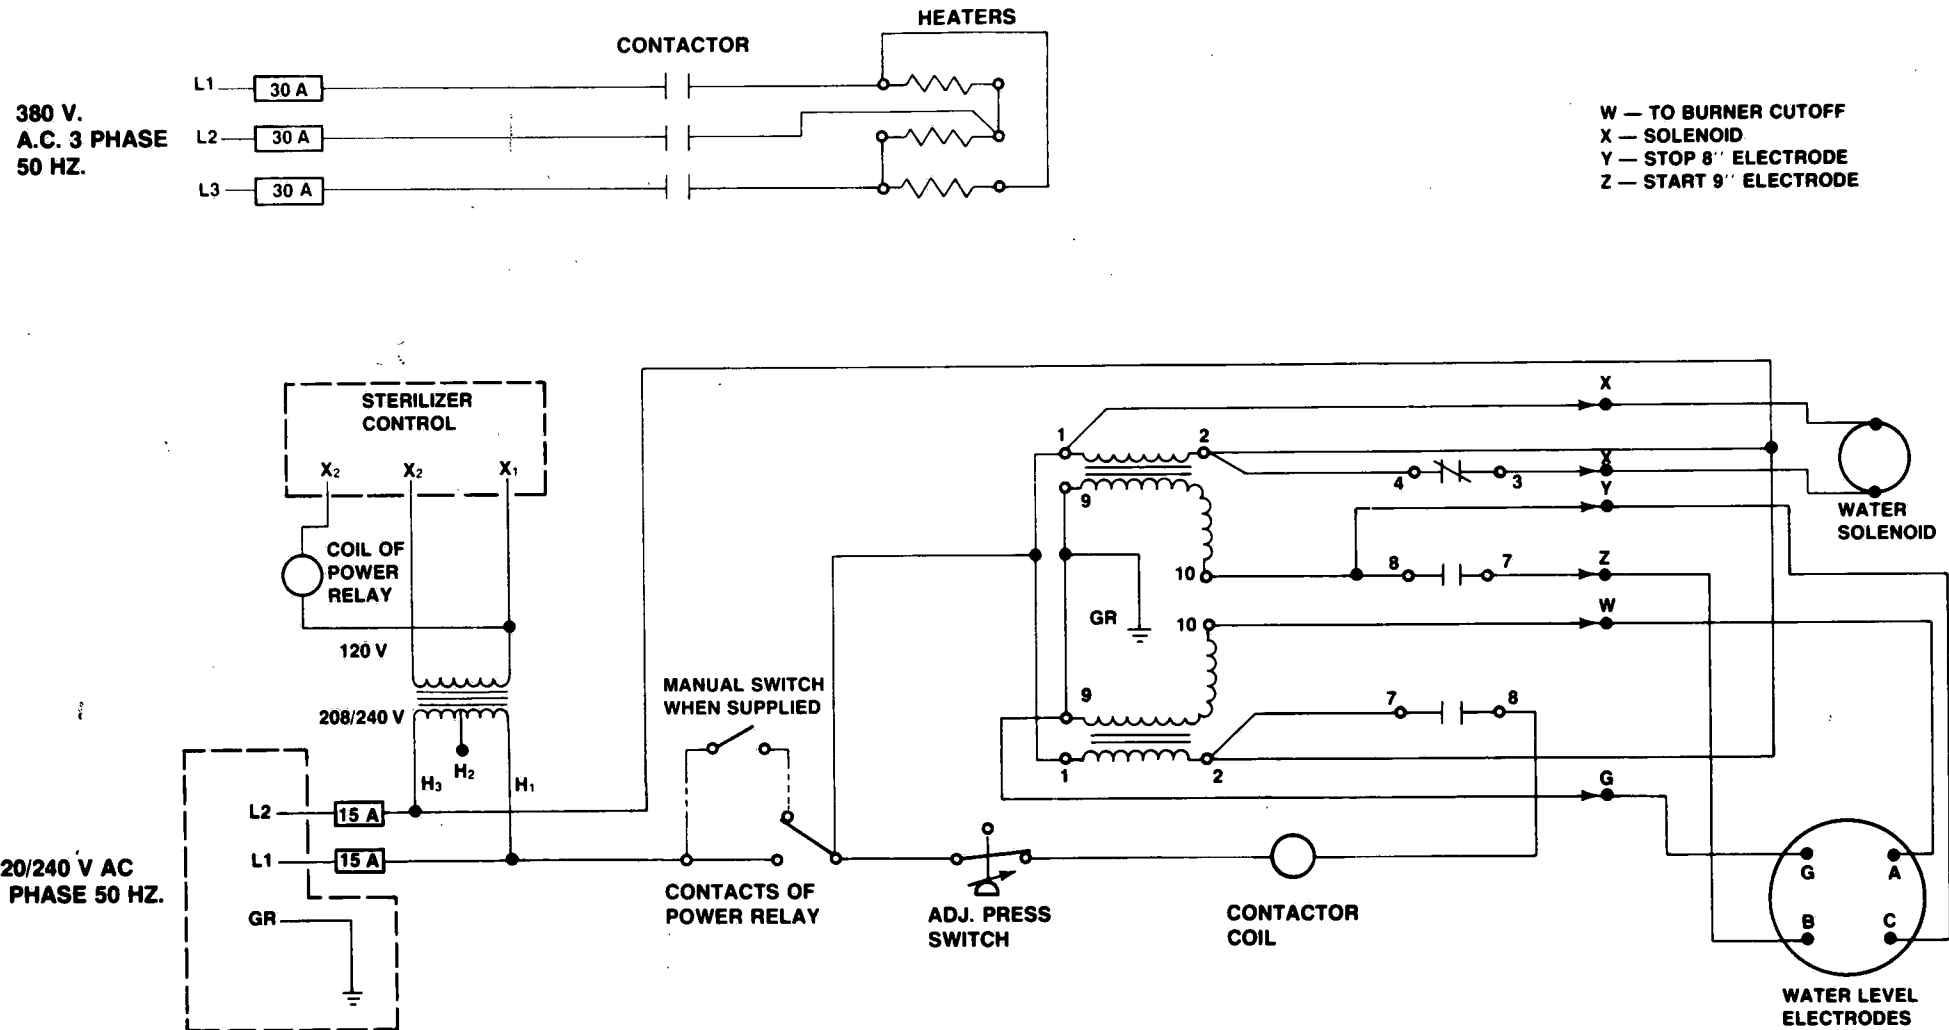 HEATERS
CONTACTOR
L1
30 A
380 V.
A.C. 3 PHASE
50 HZ.
L2
30 A
L3
30 A
W — TO BURNER CUTOFF
X — SOLENOID
Y — STOP 8'' ELECTRODE
Z — START 9'' ELECTRODE
STERILIZER
CONTROL
X2
X2
X1
COIL OF
POWER
RELAY
120 V
208/240 V
H3
H2
H1
L2
15 A
L1
15 A
20/240 V AC
PHASE 50 HZ.
GR
MANUAL SWITCH
WHEN SUPPLIED
CONTACTS OF
POWER RELAY
ADJ. PRESS
SWITCH
CONTACTOR
COIL
1
2
9
10
GR
10
9
1
2
4
3
8
7
7
8
X
X
Y
Z
W
G
WATER
SOLENOID
G
A
B
C
WATER LEVEL
ELECTRODES